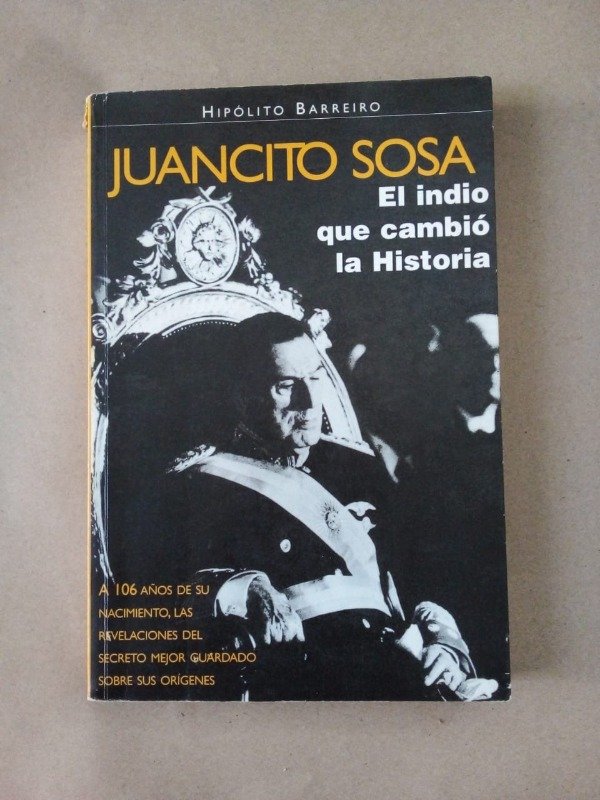 HIPÓLITO BARREIRO
JUANCITO SOSA
El indio
que cambió
la Historia
A 106 AÑOS DE SU
NACIMIENTO, LAS
REVELACIONES DEL
SECRETO MEJOR GUARDADO
SOBRE SUS ORÍGENES